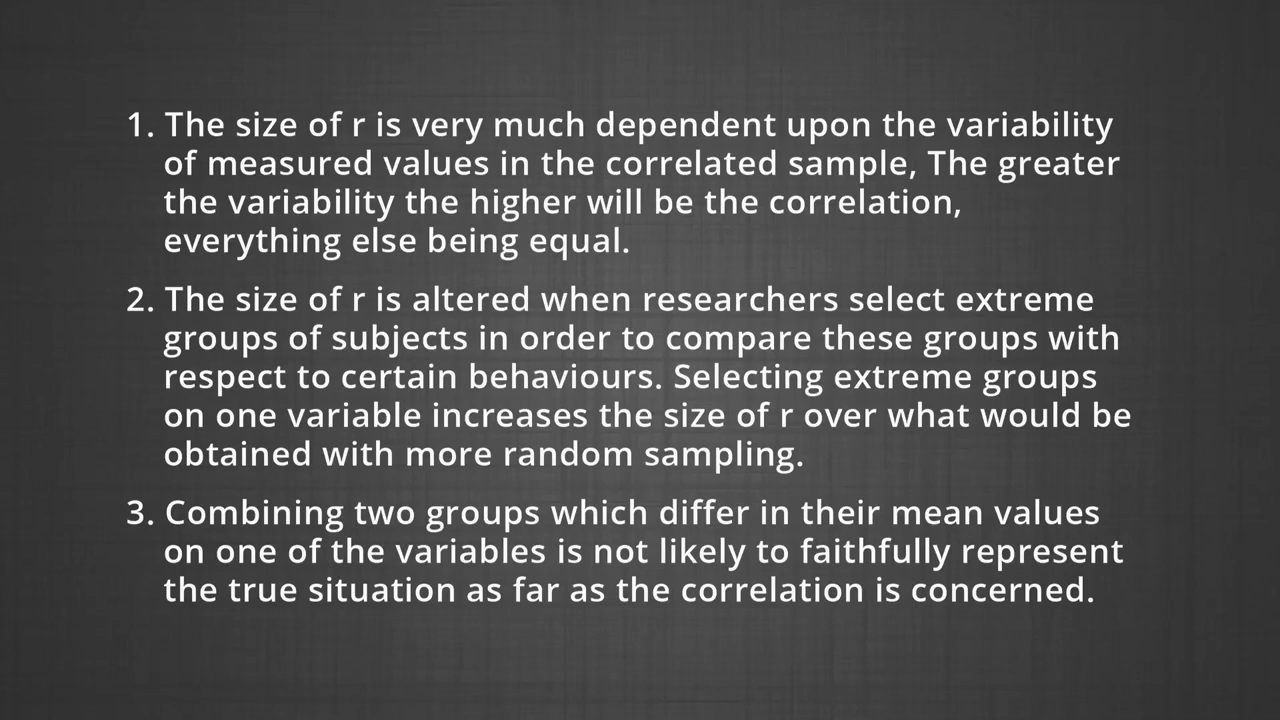 1. The size of r is very much dependent upon the variability
of measured values in the correlated sample, The greater
the variability the higher will be the correlation,
everything else being equal.
2. The size of r is altered when researchers select extreme
groups of subjects in order to compare these groups with
respect to certain behaviours. Selecting extreme groups
on one variable increases the size of r over what would be
obtained with more random sampling.
3. Combining two groups which differ in their mean values
on one of the variables is not likely to faithfully represent
the true situation as far as the correlation is concerned.